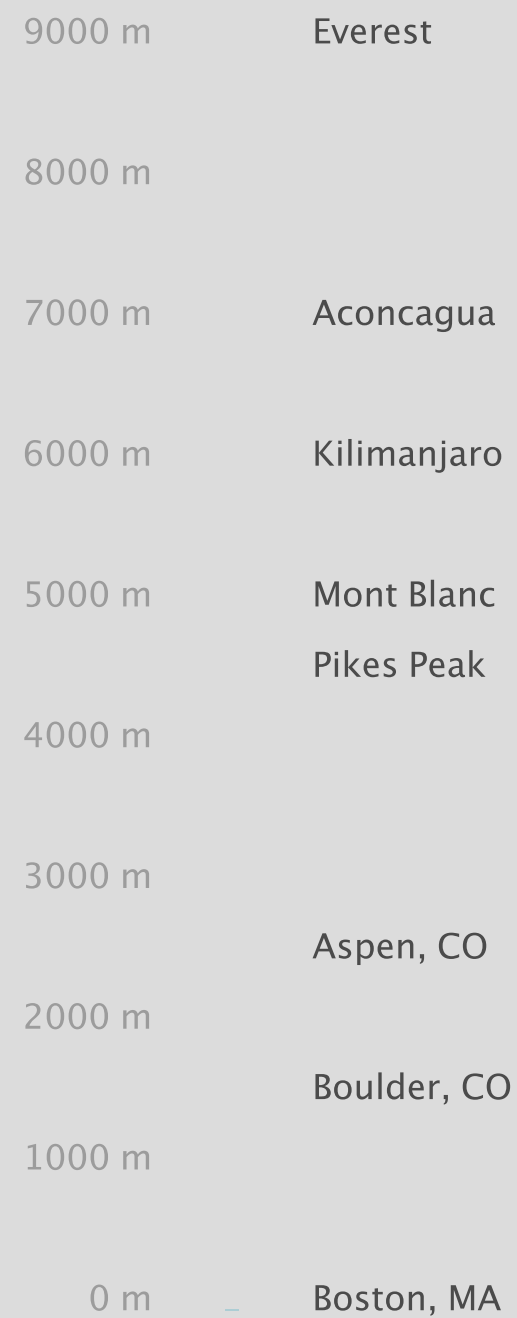 9000 m Everest
8000 m
7000 m Aconcagua
6000 m Kilimanjaro
5000 m Mont Blanc
Pikes Peak
4000 m
3000 m
Aspen, CO
2000 m
Boulder, CO
1000 m
0 m Boston, MA